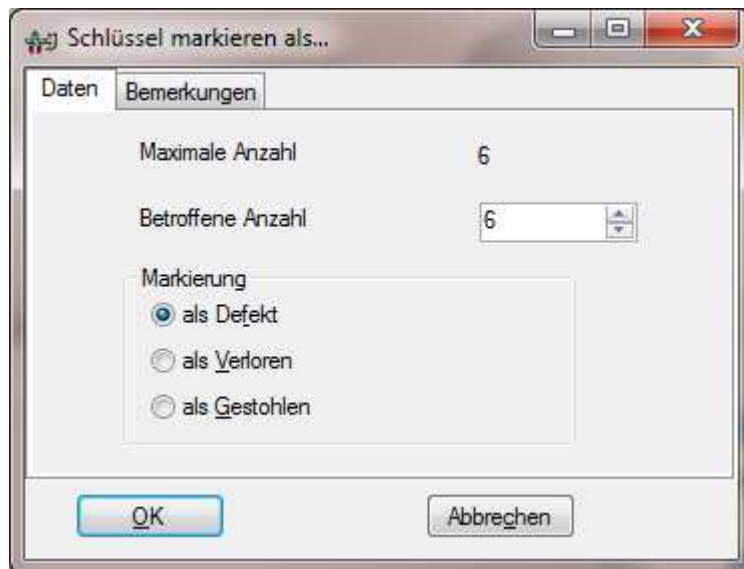 Schlüssel markieren als...
Daten Bemerkungen
Maximale Anzahl 6
Betroffene Anzahl 6
Markierung
als Defekt
als Verloren
als Gestohlen
OK Abbrechen